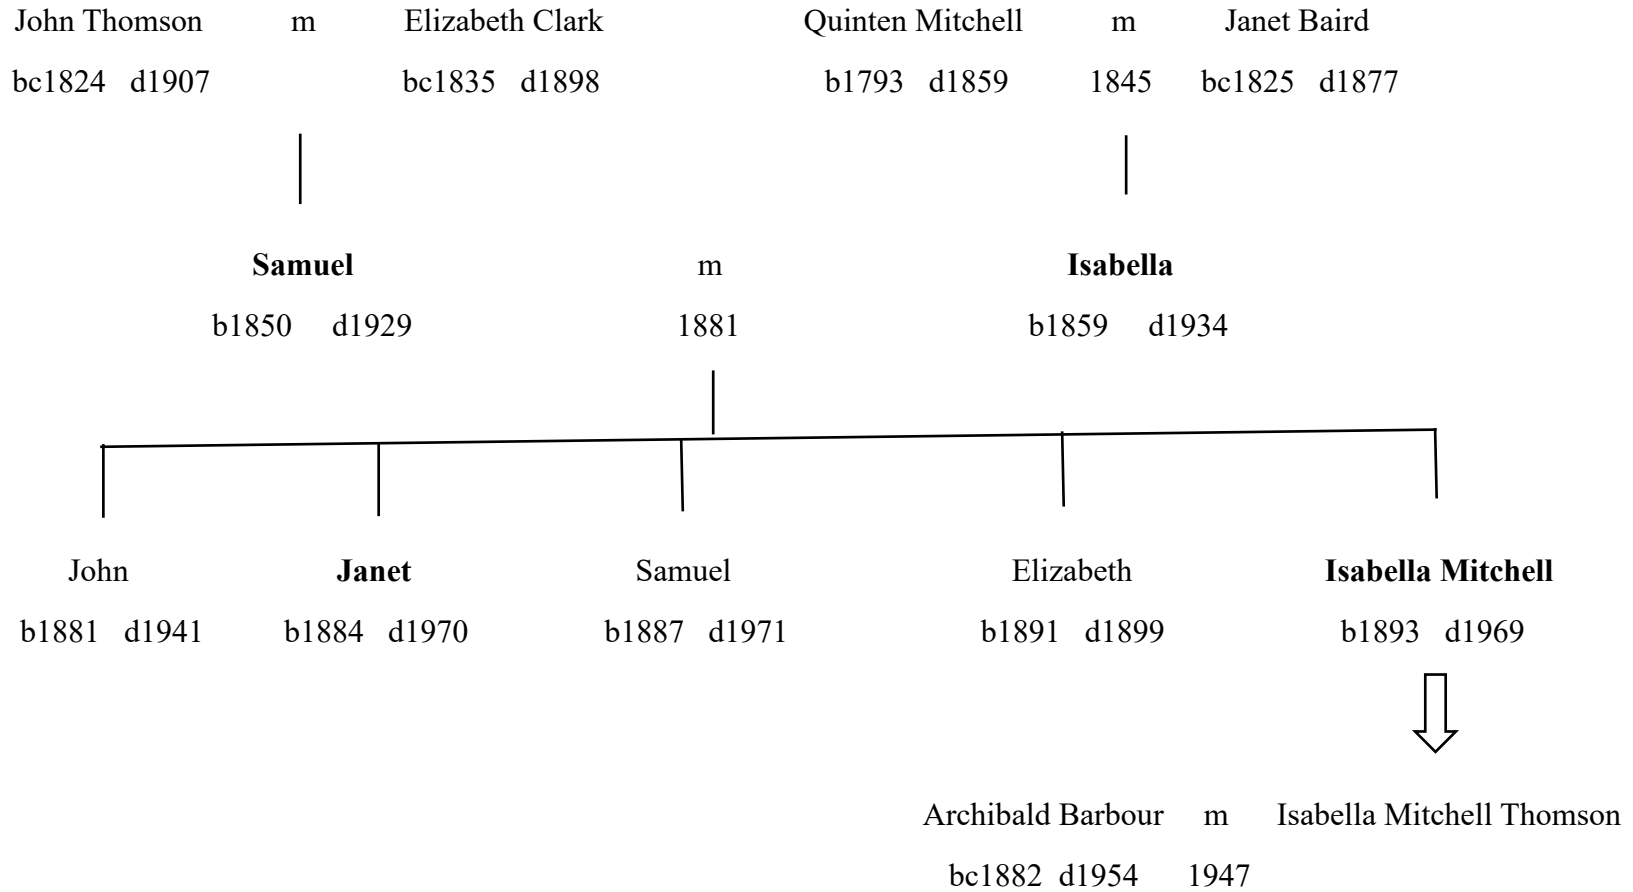 John Thomson m Elizabeth Clark Quinten Mitchell m Janet Baird
bc1824 d1907 bc1835 d1898 b1793 d1859 1845 bc1825 d1877
Samuel m Isabella
b1850 d1929 1881 b1859 d1934
John Janet Samuel Elizabeth Isabella Mitchell
b1881 d1941 b1884 d1970 b1887 d1971 b1891 d1899 b1893 d1969
Archibald Barbour m Isabella Mitchell Thomson
bc1882 d1954 1947